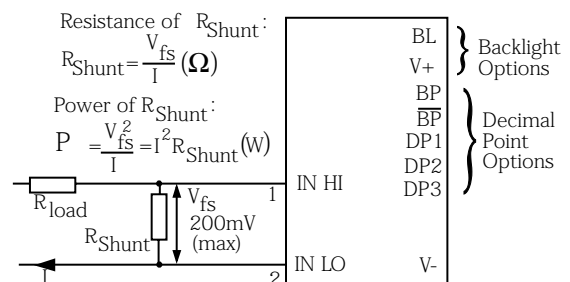 Resistance of RShunt:
RShunt = Vfs/I (Ω)
Power of RShunt:
P = Vfs²/I = I²RShunt(W)
Rload
RShunt
Vfs
200mV
(max)
I
1
2
IN HI
IN LO
BL
V+
BP
B̅P̅
DP1
DP2
DP3
V-
Backlight
Options
Decimal
Point
Options